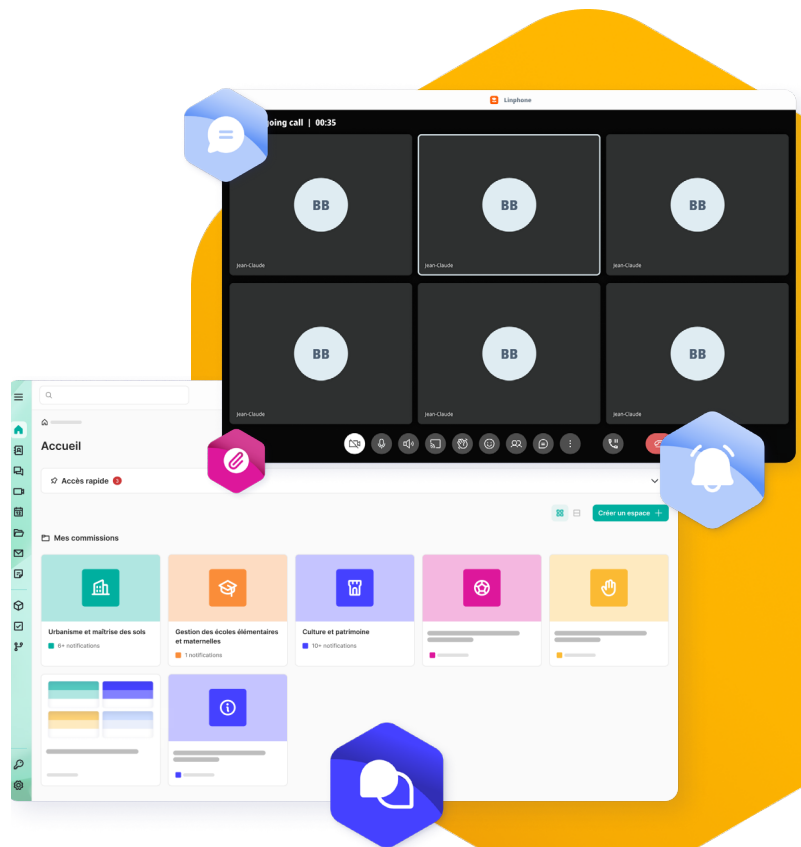 Linphone
going call | 00:35
BB
BB
BB
Jean-Claude
Jean-Claude
Jean-Claude
BB
BB
BB
Jean-Claude
Jean-Claude
Jean-Claude
Accueil
Accès rapide 3
Créer un espace +
Mes commissions
Urbanisme et maîtrise des sols
6+ notifications
Gestion des écoles élémentaires
et maternelles
1 notifications
Culture et patrimoine
10+ notifications